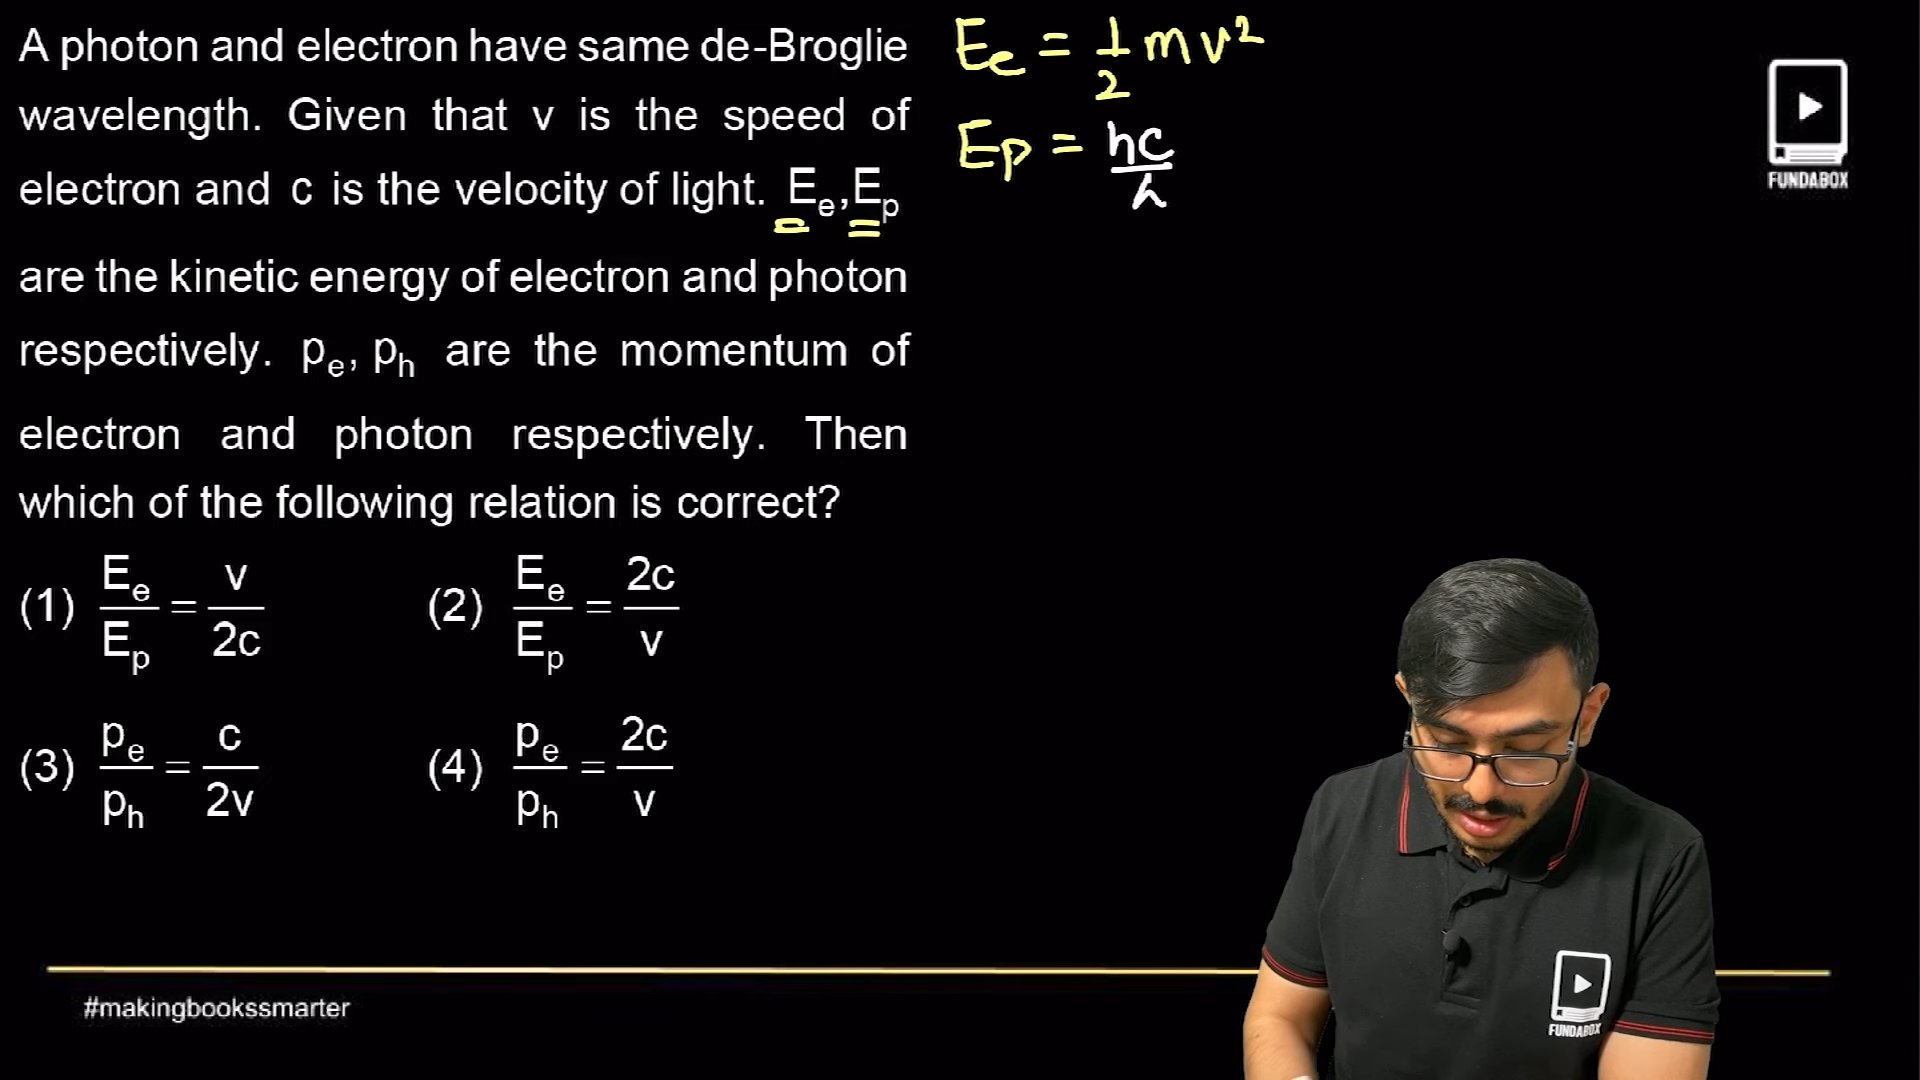 A photon and electron have same de-Broglie
wavelength. Given that v is the speed of
electron and c is the velocity of light. Eₑ,Eₚ
are the kinetic energy of electron and photon
respectively. pₑ, pₕ are the momentum of
electron and photon respectively. Then
which of the following relation is correct?
(1) Eₑ/Eₚ = v/2c (2) Eₑ/Eₚ = 2c/v
(3) pₑ/pₕ = c/2v (4) pₑ/pₕ = 2c/v
Eₑ = 1/2 mv²
Eₚ = hc/λ
FUNDABOX
FUNDABOX
#makingbookssmarter